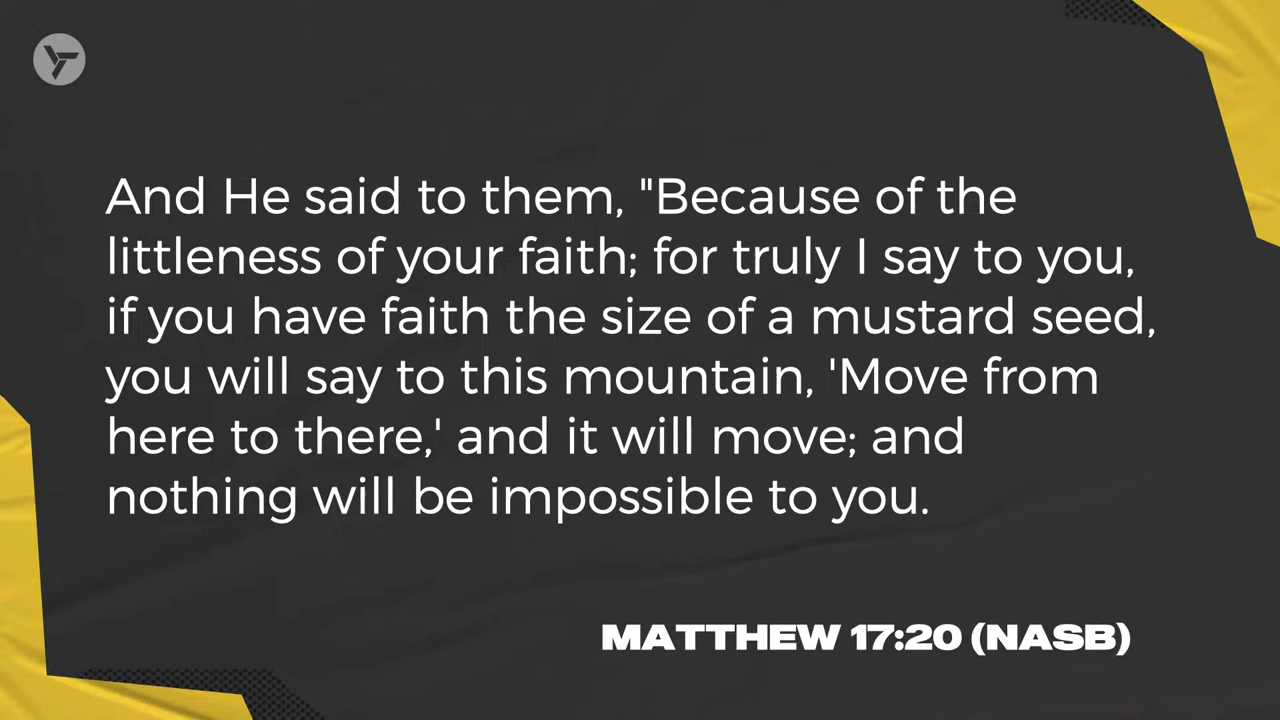 And He said to them, "Because of the
littleness of your faith; for truly I say to you,
if you have faith the size of a mustard seed,
you will say to this mountain, 'Move from
here to there,' and it will move; and
nothing will be impossible to you.
MATTHEW 17:20 (NASB)